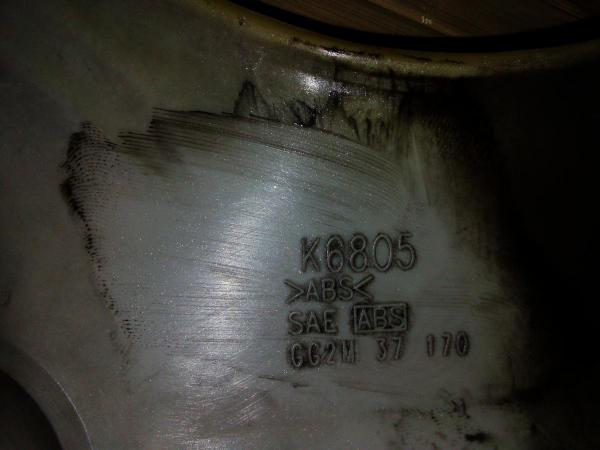 K6805
>ABS<
SAE ABS
GG2M 37 170